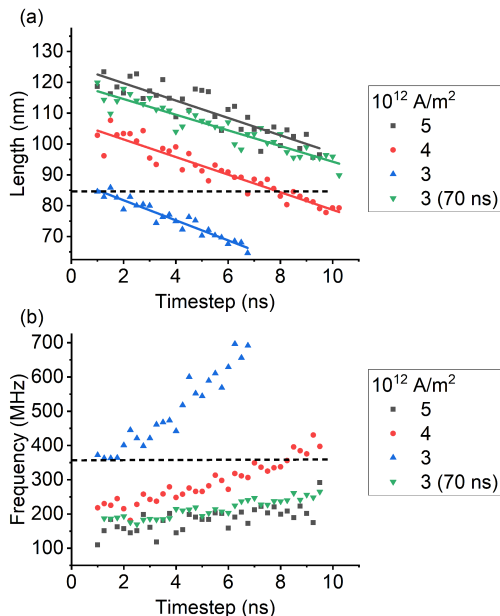 (a)
130
120
110
100
90
80
70
Length (nm)
0 2 4 6 8 10
Timestep (ns)
10¹² A/m²
5
4
3
3 (70 ns)
(b)
700
600
500
400
300
200
100
Frequency (MHz)
0 2 4 6 8 10
Timestep (ns)
10¹² A/m²
5
4
3
3 (70 ns)